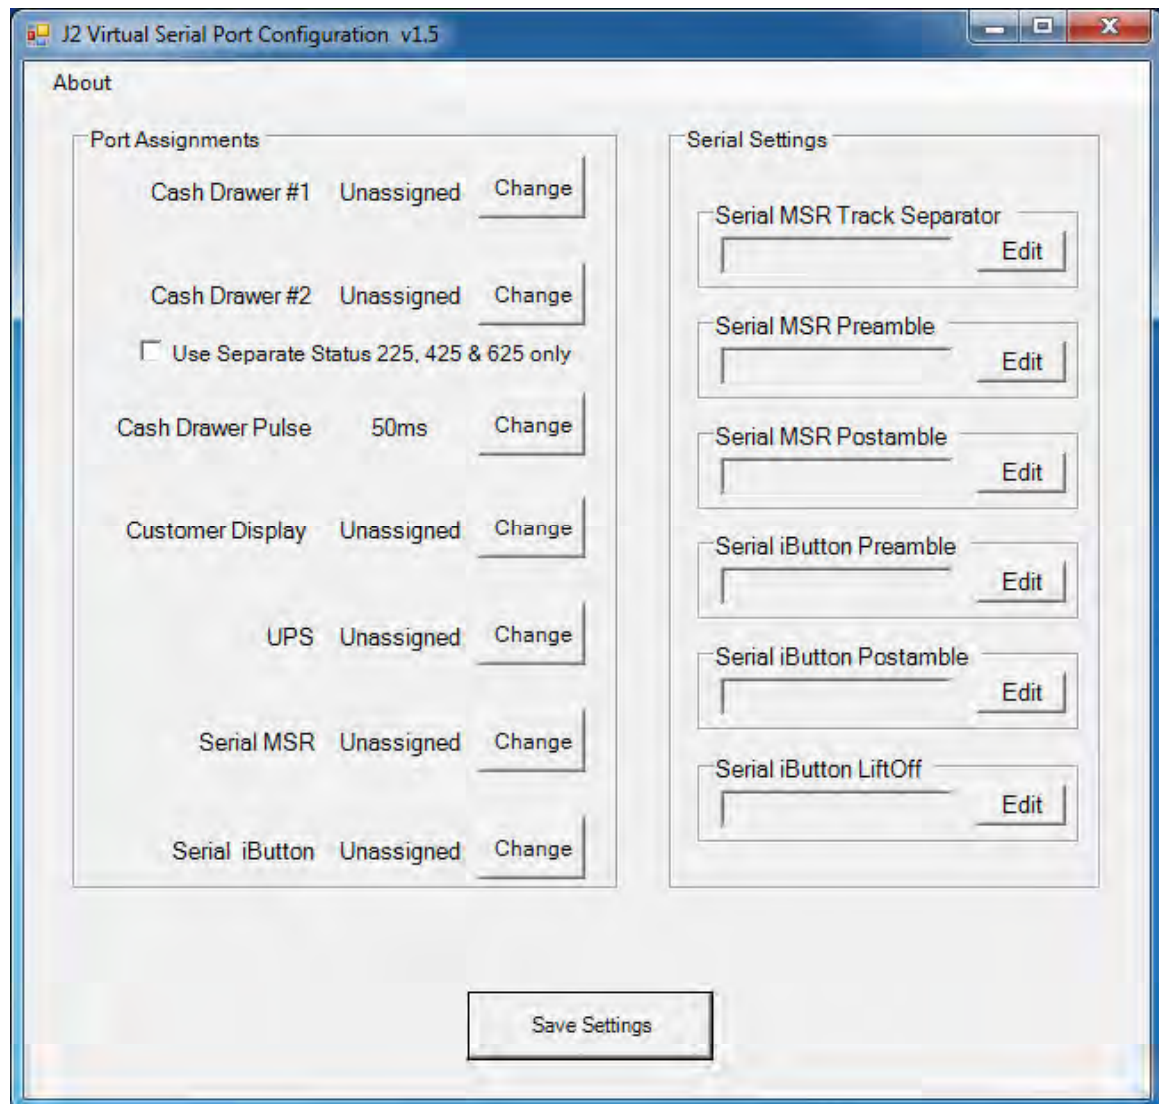 J2 Virtual Serial Port Configuration v1.5
About
Port Assignments
Cash Drawer #1 Unassigned Change
Cash Drawer #2 Unassigned Change
Use Separate Status 225, 425 & 625 only
Cash Drawer Pulse 50ms Change
Customer Display Unassigned Change
UPS Unassigned Change
Serial MSR Unassigned Change
Serial iButton Unassigned Change
Serial Settings
Serial MSR Track Separator
Edit
Serial MSR Preamble
Edit
Serial MSR Postamble
Edit
Serial iButton Preamble
Edit
Serial iButton Postamble
Edit
Serial iButton LiftOff
Edit
Save Settings